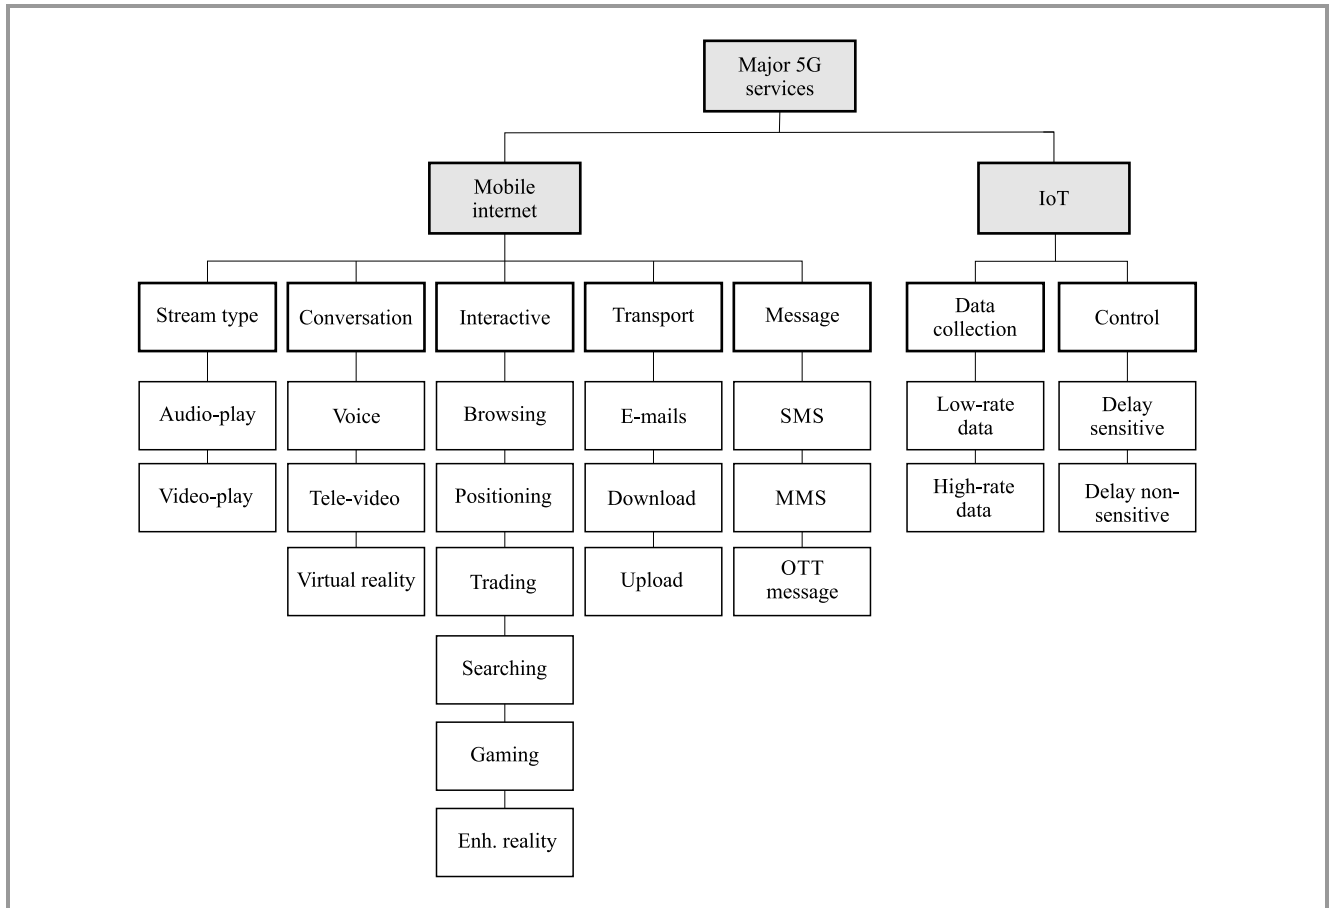 Major 5G
services
Mobile
internet
IoT
Stream type
Conversation
Interactive
Transport
Message
Data
collection
Control
Audio-play
Voice
Browsing
E-mails
SMS
Low-rate
data
Delay
sensitive
Video-play
Tele-video
Positioning
Download
MMS
High-rate
data
Delay non-
sensitive
Virtual reality
Trading
Upload
OTT
message
Searching
Gaming
Enh. reality